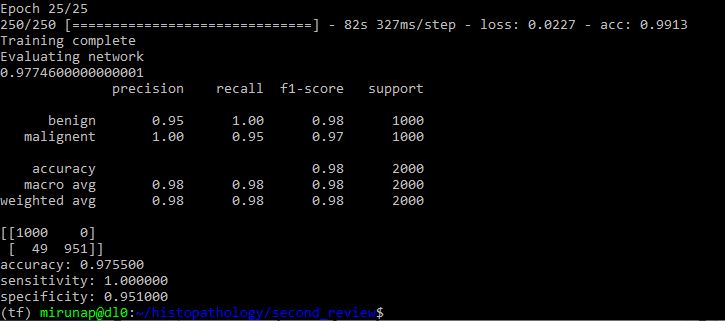 Epoch 25/25
250/250 [==============================] - 82s 327ms/step - loss: 0.0227 - acc: 0.9913
Training complete
Evaluating network
0.9774600000000001
              precision    recall  f1-score   support

      benign       0.95      1.00      0.98      1000
   malignent       1.00      0.95      0.97      1000

    accuracy                           0.98      2000
   macro avg       0.98      0.98      0.98      2000
weighted avg       0.98      0.98      0.98      2000

[[1000    0]
 [  49  951]]
accuracy: 0.975500
sensitivity: 1.000000
specificity: 0.951000
(tf) mirunap@dl0:~/histopathology/second_review$